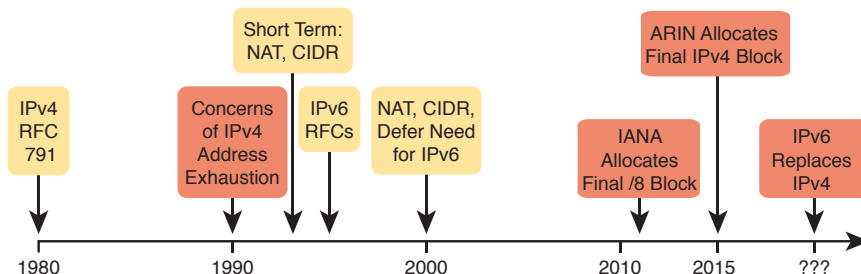 IPv4
RFC
791
Concerns
of IPv4
Address
Exhaustion
Short Term:
NAT, CIDR
IPv6
RFCs
NAT, CIDR,
Defer Need
for IPv6
IANA
Allocates
Final /8 Block
ARIN Allocates
Final IPv4 Block
IPv6
Replaces
IPv4
1980
1990
2000
2010
2015
???